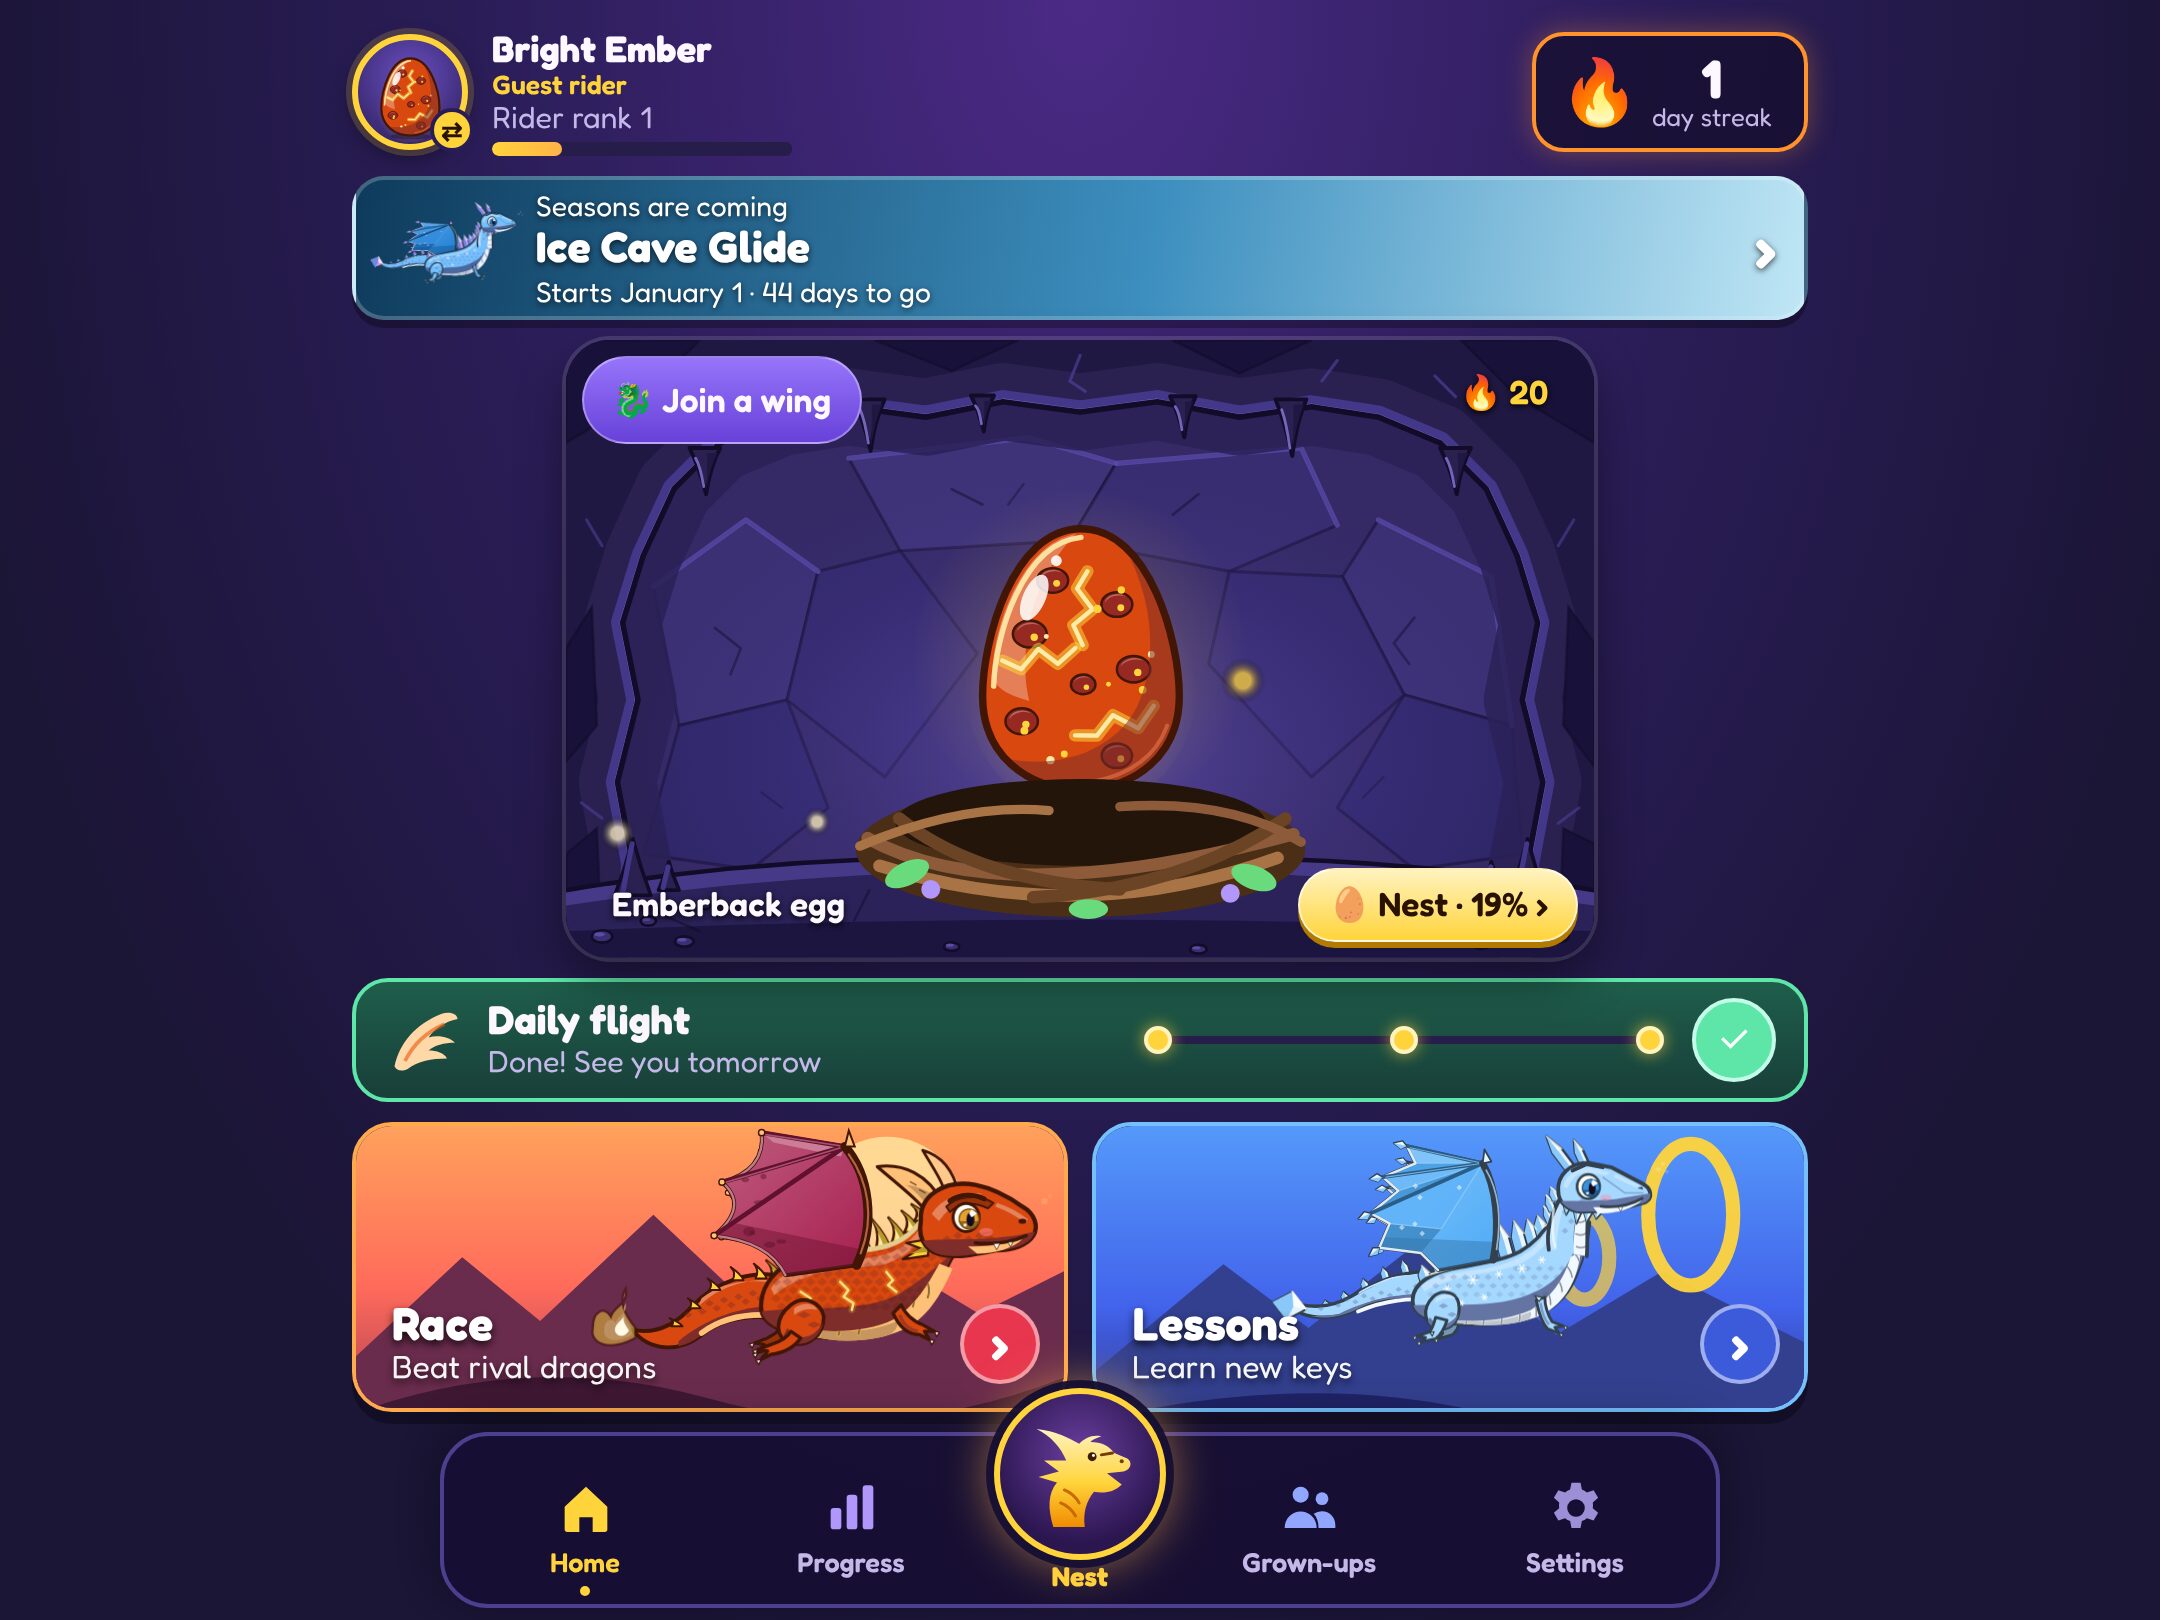 Bright Ember
Guest rider
Rider rank 1
1
day streak
Seasons are coming
Ice Cave Glide
Starts January 1 · 44 days to go
Join a wing
20
Emberback egg
Nest · 19% ›
Daily flight
Done! See you tomorrow
Race
Beat rival dragons
Lessons
Learn new keys
Home
Progress
Nest
Grown-ups
Settings